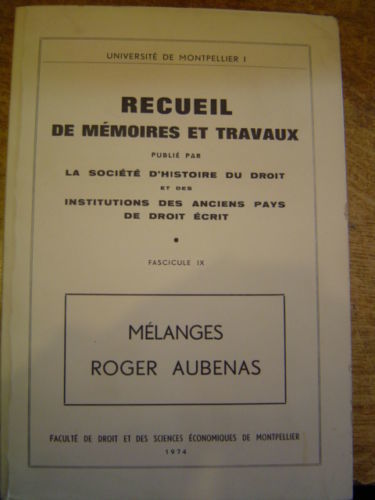 UNIVERSITÉ DE MONTPELLIER I
RECUEIL
DE MÉMOIRES ET TRAVAUX
PUBLIÉ PAR
LA SOCIÉTÉ D'HISTOIRE DU DROIT
ET DES
INSTITUTIONS DES ANCIENS PAYS
DE DROIT ÉCRIT
FASCICULE IX
MÉLANGES
ROGER AUBENAS
FACULTÉ DE DROIT ET DES SCIENCES ÉCONOMIQUES DE MONTPELLIER
1974